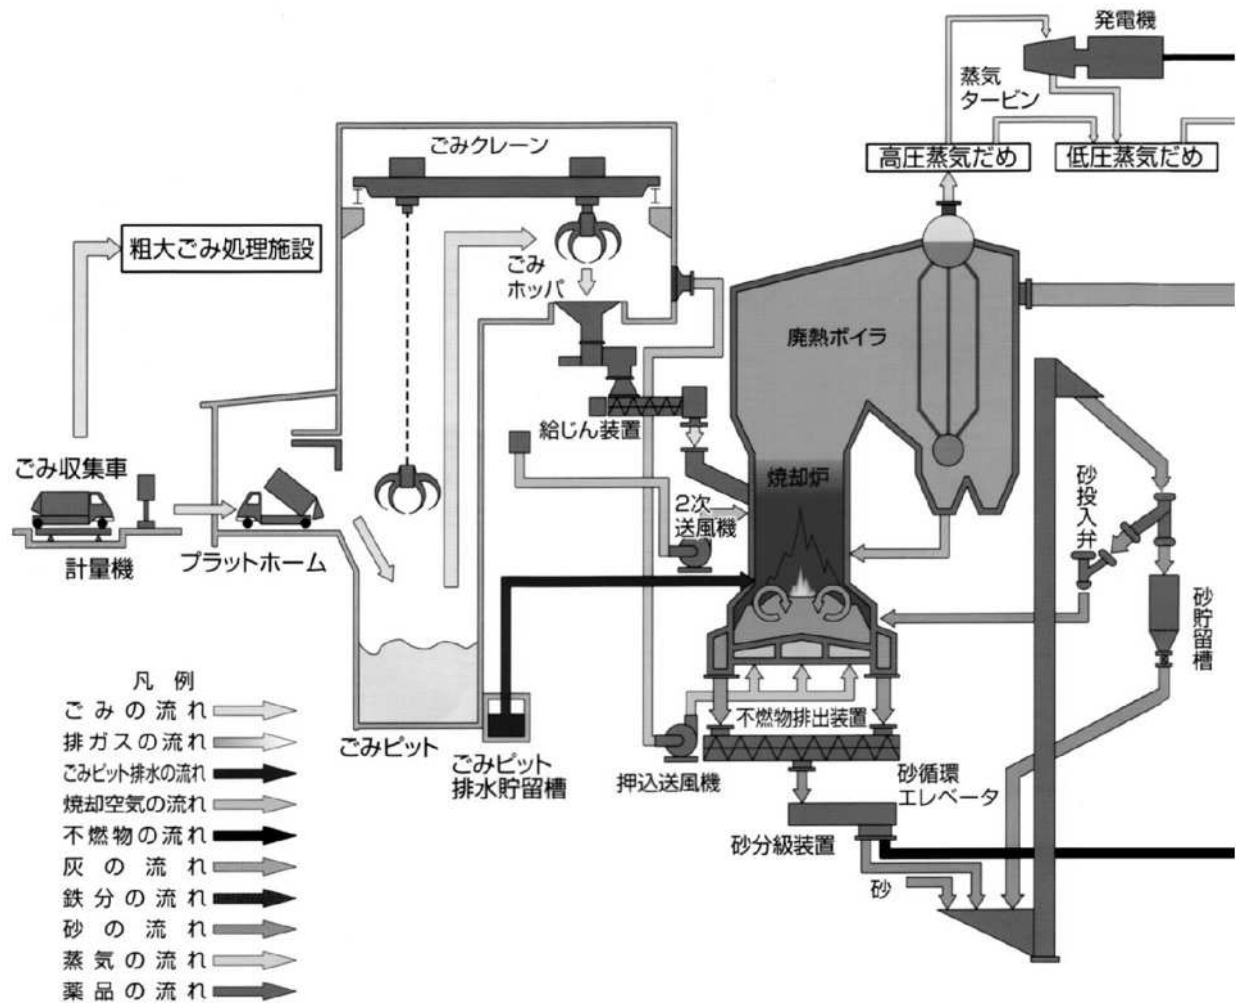 発電機
蒸気
タービン
高圧蒸気だめ
低圧蒸気だめ
ごみクレーン
粗大ごみ処理施設
ごみ
ホッパ
廃熱ボイラ
給じん装置
ごみ収集車
焼却炉
2次
送風機
砂投入弁
計量機
プラットホーム
砂貯留槽
凡例
ごみの流れ
排ガスの流れ
ごみピット排水の流れ
焼却空気の流れ
不燃物の流れ
灰の流れ
鉄分の流れ
砂の流れ
蒸気の流れ
薬品の流れ
ごみピット
ごみピット
排水貯留槽
不燃物排出装置
押込送風機
砂循環
エレベータ
砂分級装置
砂